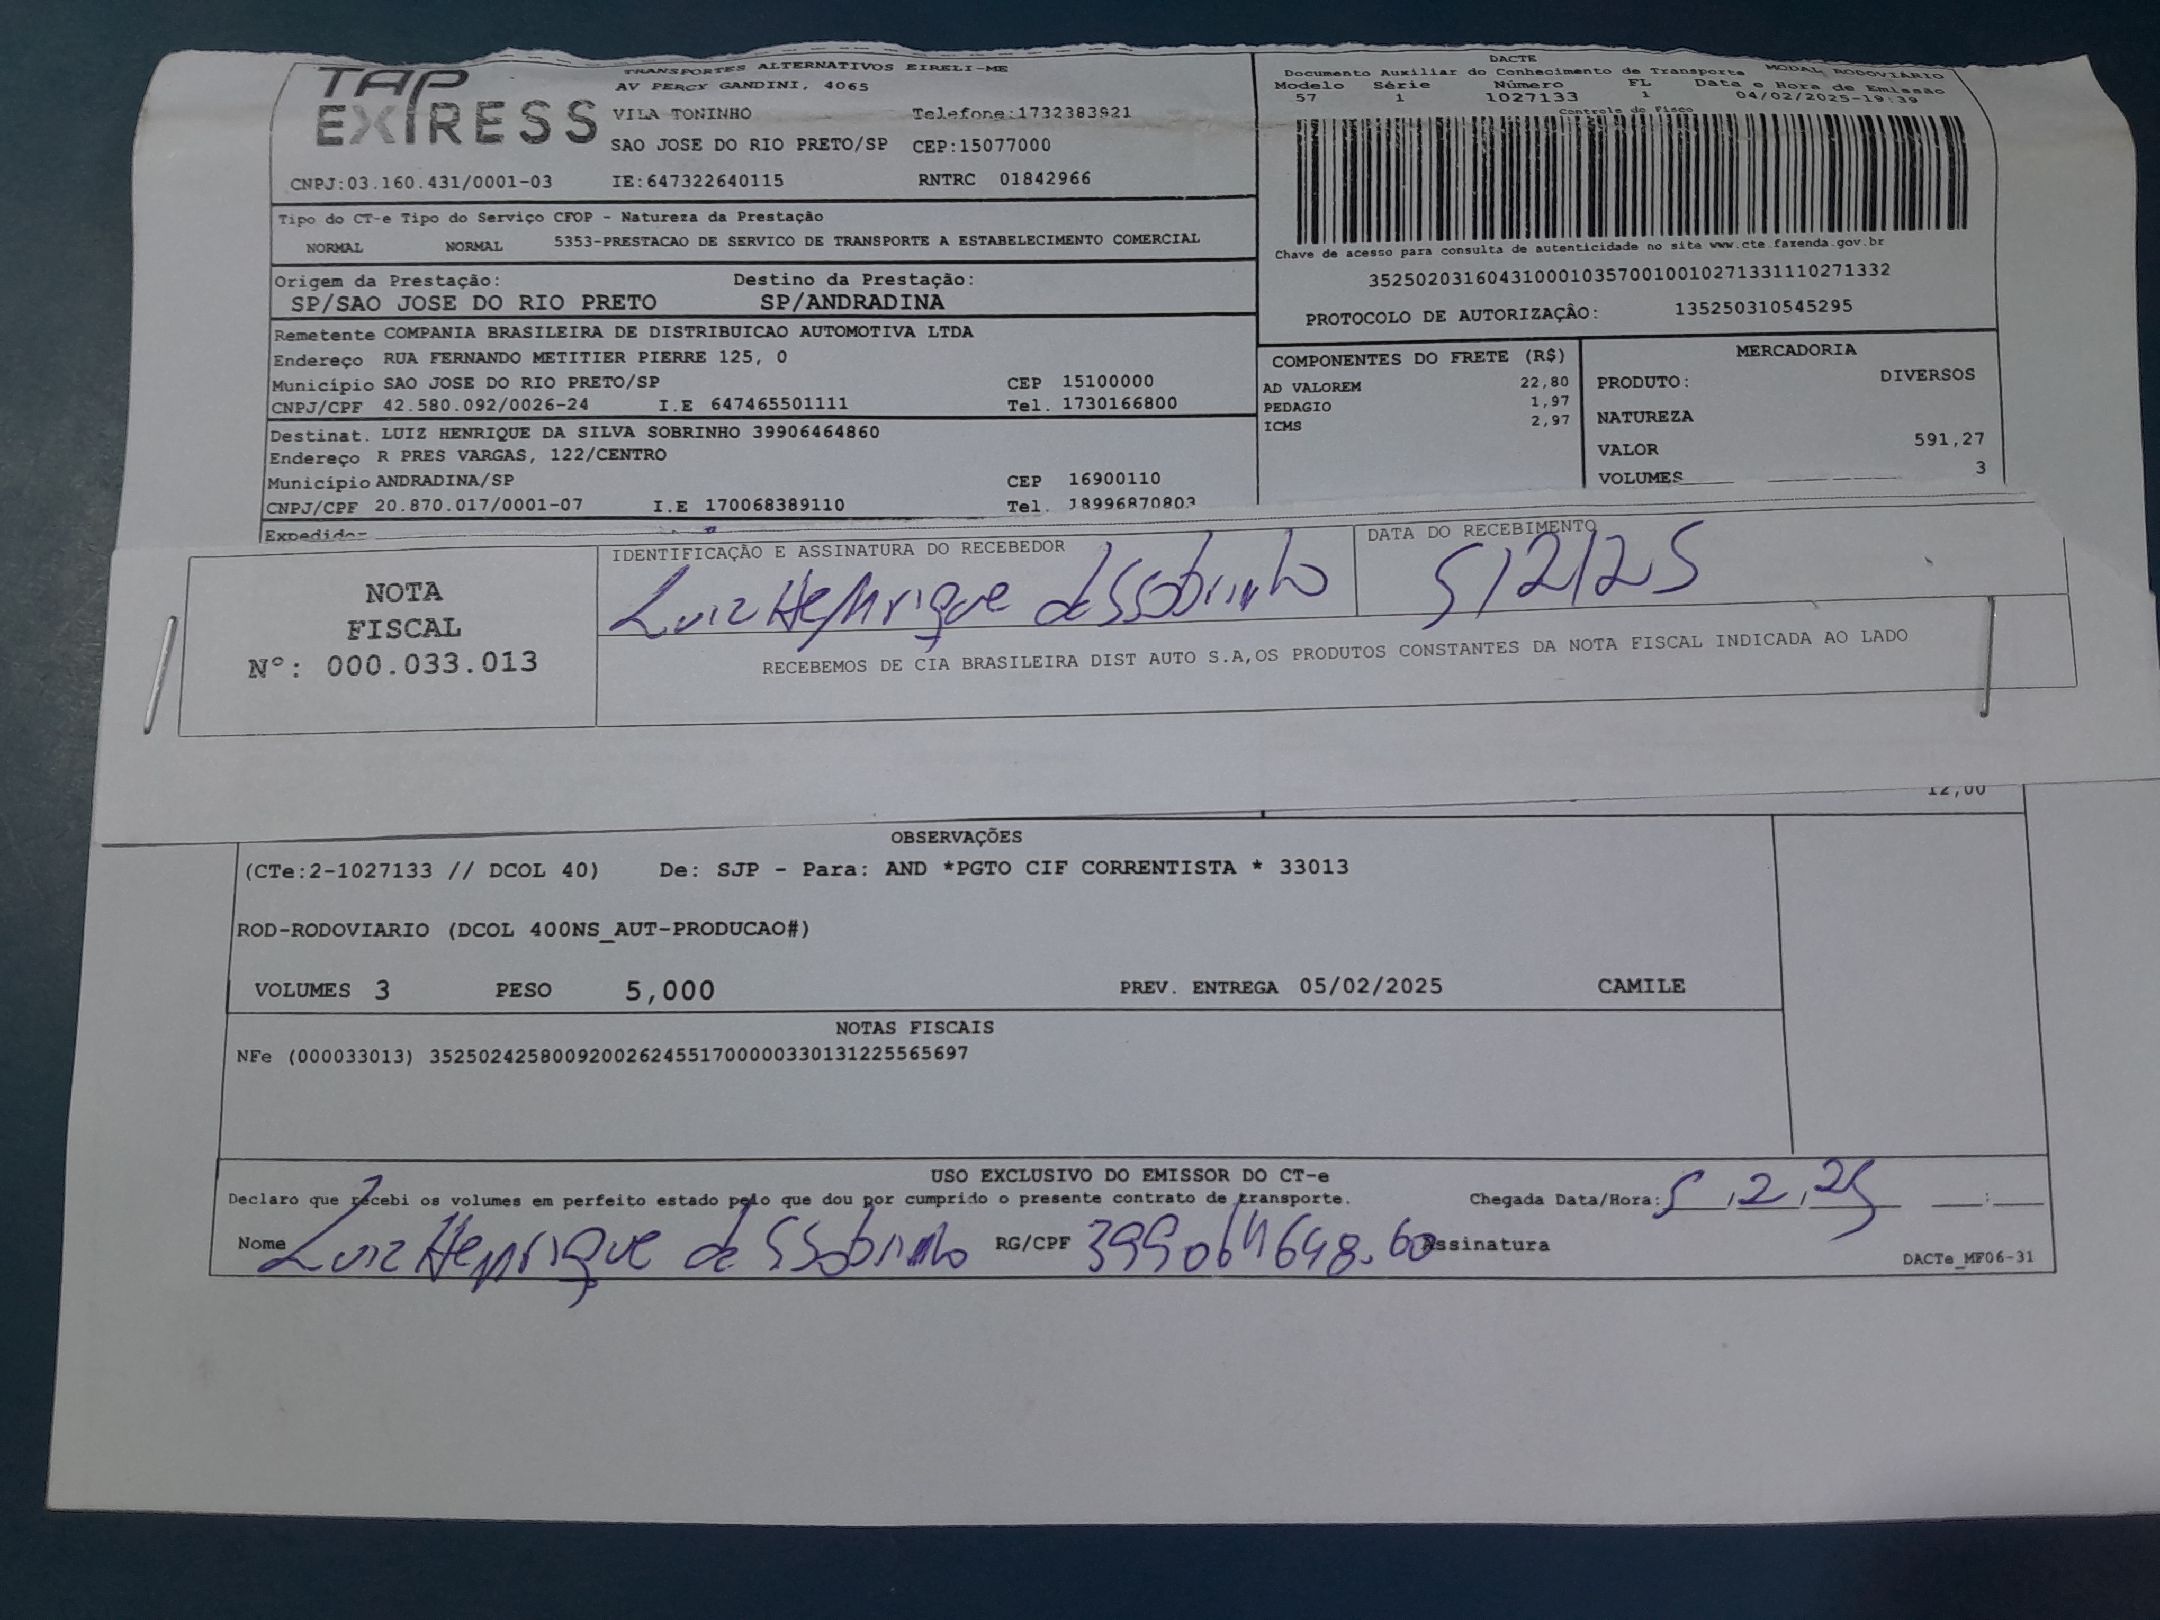 TAP
EXPRESS
TRANSPORTES ALTERNATIVOS EIRELI-ME
AV PERCY GANDINI, 4065
VILA TONINHO Telefone:1732383921
SAO JOSE DO RIO PRETO/SP CEP:15077000
CNPJ:03.160.431/0001-03 IE:647322640115 RNTRC 01842966
DACTE
Documento Auxiliar do Conhecimento de Transporte MODAL RODOVIÁRIO
Modelo Série Número FL Data e Hora de Emissão
57 1 1027133 1 04/02/2025-19:39
Controle do Fisco
Chave de acesso para consulta de autenticidade no site www.cte.fazenda.gov.br
35250203160431000103570010010271331110271332
PROTOCOLO DE AUTORIZAÇÂO: 135250310545295
Tipo do CT-e Tipo do Serviço CFOP - Natureza da Prestação
NORMAL NORMAL 5353-PRESTACAO DE SERVICO DE TRANSPORTE A ESTABELECIMENTO COMERCIAL
Origem da Prestação: Destino da Prestação:
SP/SAO JOSE DO RIO PRETO SP/ANDRADINA
Remetente COMPANIA BRASILEIRA DE DISTRIBUICAO AUTOMOTIVA LTDA
Endereço RUA FERNANDO METITIER PIERRE 125, 0
Município SAO JOSE DO RIO PRETO/SP CEP 15100000
CNPJ/CPF 42.580.092/0026-24 I.E 647465501111 Tel. 1730166800
Destinat. LUIZ HENRIQUE DA SILVA SOBRINHO 39906464860
Endereço R PRES VARGAS, 122/CENTRO
Município ANDRADINA/SP CEP 16900110
CNPJ/CPF 20.870.017/0001-07 I.E 170068389110 Tel. 18996870803
Expedidor
COMPONENTES DO FRETE (R$)
AD VALOREM 22,80
PEDAGIO 1,97
ICMS 2,97
MERCADORIA
PRODUTO: DIVERSOS
NATUREZA
VALOR 591,27
VOLUMES 3
NOTA
FISCAL
Nº: 000.033.013
IDENTIFICAÇÃO E ASSINATURA DO RECEBEDOR
Luiz Henrique da S Sobrinho
DATA DO RECEBIMENTO
5/2/25
RECEBEMOS DE CIA BRASILEIRA DIST AUTO S.A,OS PRODUTOS CONSTANTES DA NOTA FISCAL INDICADA AO LADO
12,00
OBSERVAÇÕES
(CTe:2-1027133 // DCOL 40) De: SJP - Para: AND *PGTO CIF CORRENTISTA * 33013
ROD-RODOVIARIO (DCOL 400NS_AUT-PRODUCAO#)
VOLUMES 3 PESO 5,000 PREV. ENTREGA 05/02/2025 CAMILE
NOTAS FISCAIS
NFe (000033013) 35250242580092002624551700000330131225565697
USO EXCLUSIVO DO EMISSOR DO CT-e
Declaro que recebi os volumes em perfeito estado pelo que dou por cumprido o presente contrato de transporte. Chegada Data/Hora: 5 / 2 / 25 :
Nome Luiz Henrique da S Sobrinho RG/CPF 399064648.60 Assinatura
DACTe_MF06-31